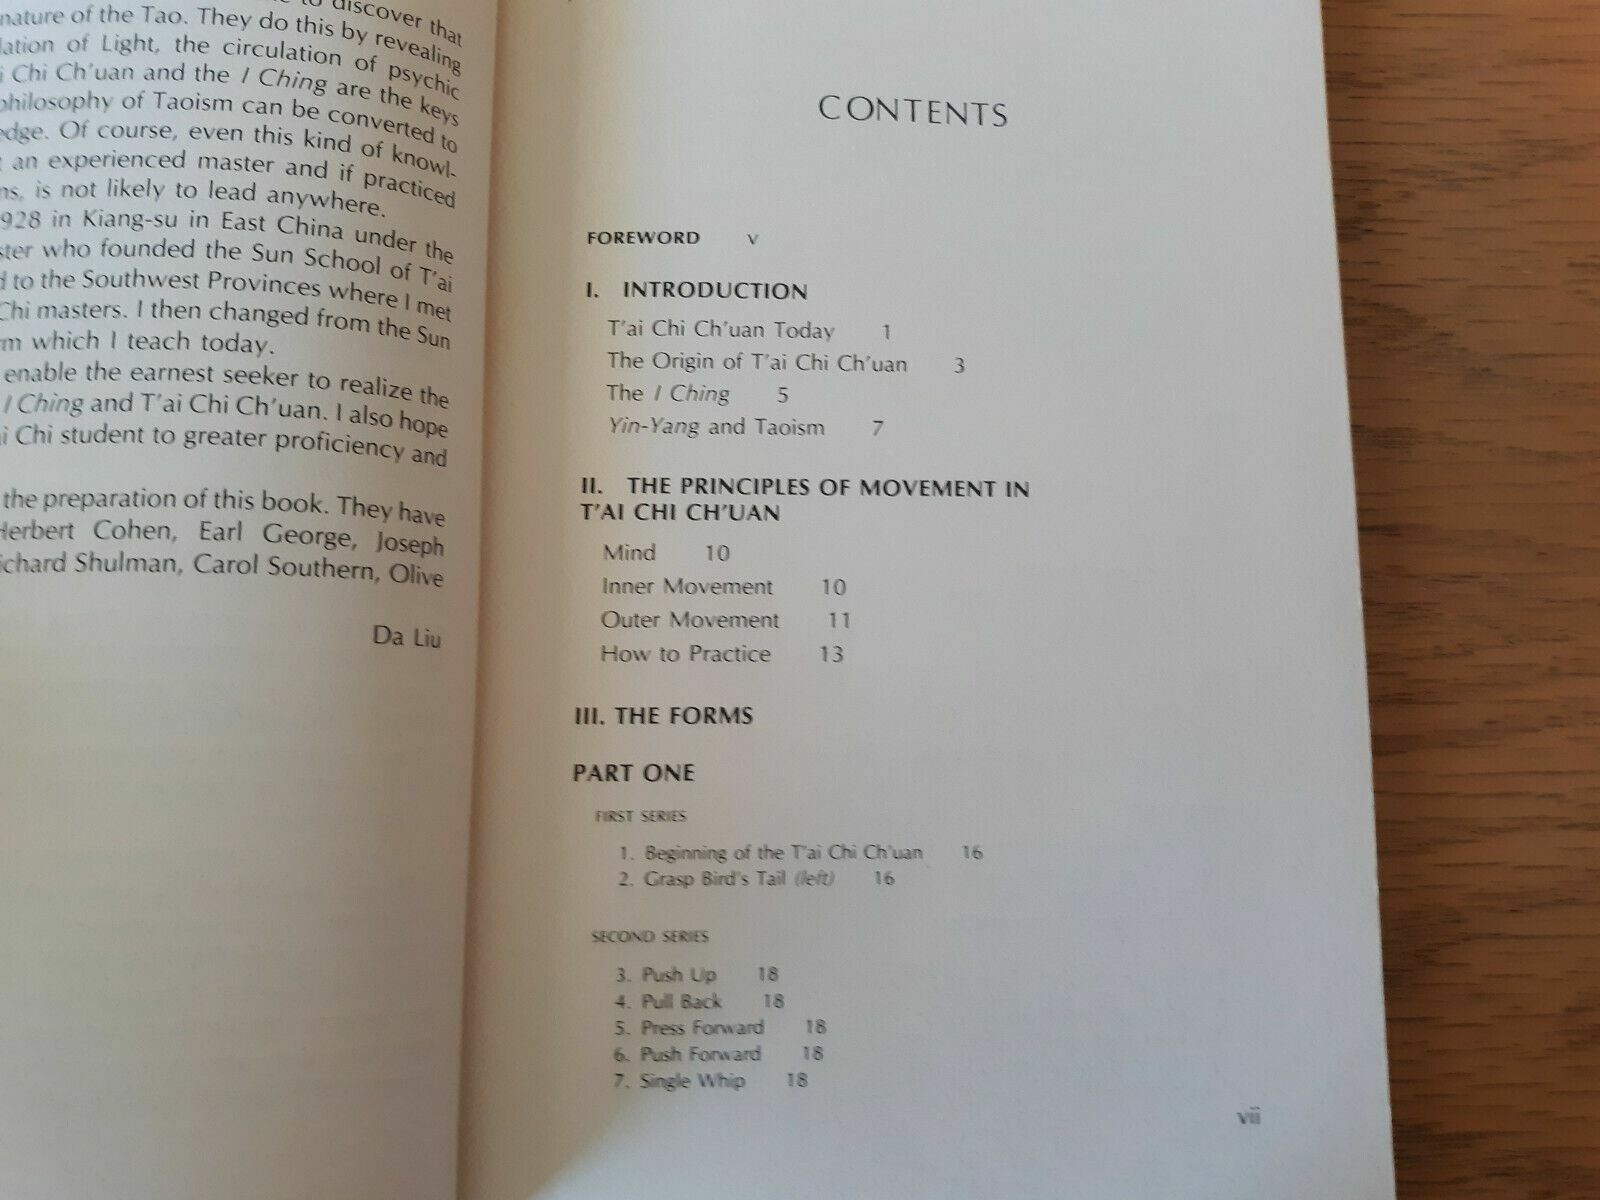 to discover that
nature of the Tao. They do this by revealing
lation of Light, the circulation of psychic
i Chi Ch'uan and the I Ching are the keys
philosophy of Taoism can be converted to
edge. Of course, even this kind of knowl-
an experienced master and if practiced
ns, is not likely to lead anywhere.
928 in Kiang-su in East China under the
ster who founded the Sun School of T'ai
d to the Southwest Provinces where I met
Chi masters. I then changed from the Sun
rm which I teach today.
enable the earnest seeker to realize the
I Ching and T'ai Chi Ch'uan. I also hope
ai Chi student to greater proficiency and
the preparation of this book. They have
Herbert Cohen, Earl George, Joseph
ichard Shulman, Carol Southern, Olive
Da Liu
CONTENTS
FOREWORD v
I. INTRODUCTION
T'ai Chi Ch'uan Today 1
The Origin of T'ai Chi Ch'uan 3
The I Ching 5
Yin-Yang and Taoism 7
II. THE PRINCIPLES OF MOVEMENT IN
T'AI CHI CH'UAN
Mind 10
Inner Movement 10
Outer Movement 11
How to Practice 13
III. THE FORMS
PART ONE
FIRST SERIES
1. Beginning of the T'ai Chi Ch'uan 16
2. Grasp Bird's Tail (left) 16
SECOND SERIES
3. Push Up 18
4. Pull Back 18
5. Press Forward 18
6. Push Forward 18
7. Single Whip 18
vii